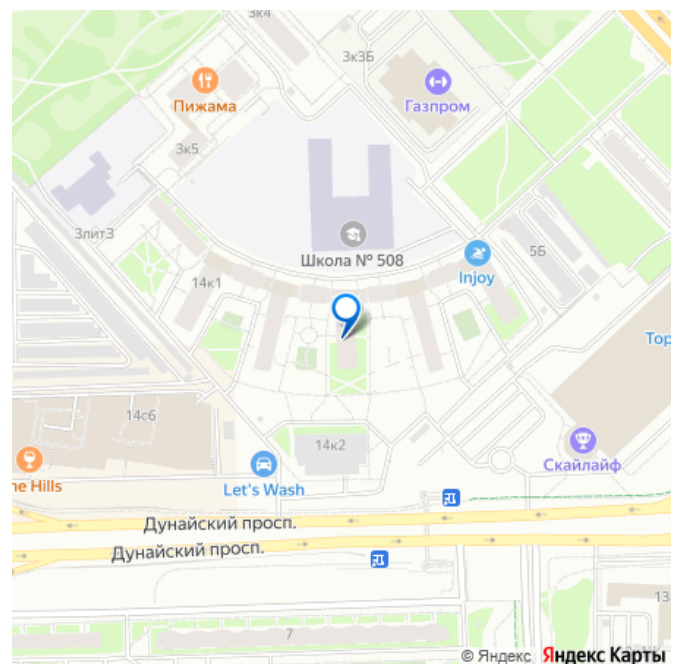 3к4
3к3Б
Пижама
Газпром
3к5
3лит3
Школа № 508
5Б
14к1
Injoy
Тор
14с6
14к2
ne Hills
Let's Wash
Скайлайф
Дунайский просп.
Дунайский просп.
13
7
© Яндекс Яндекс Карты